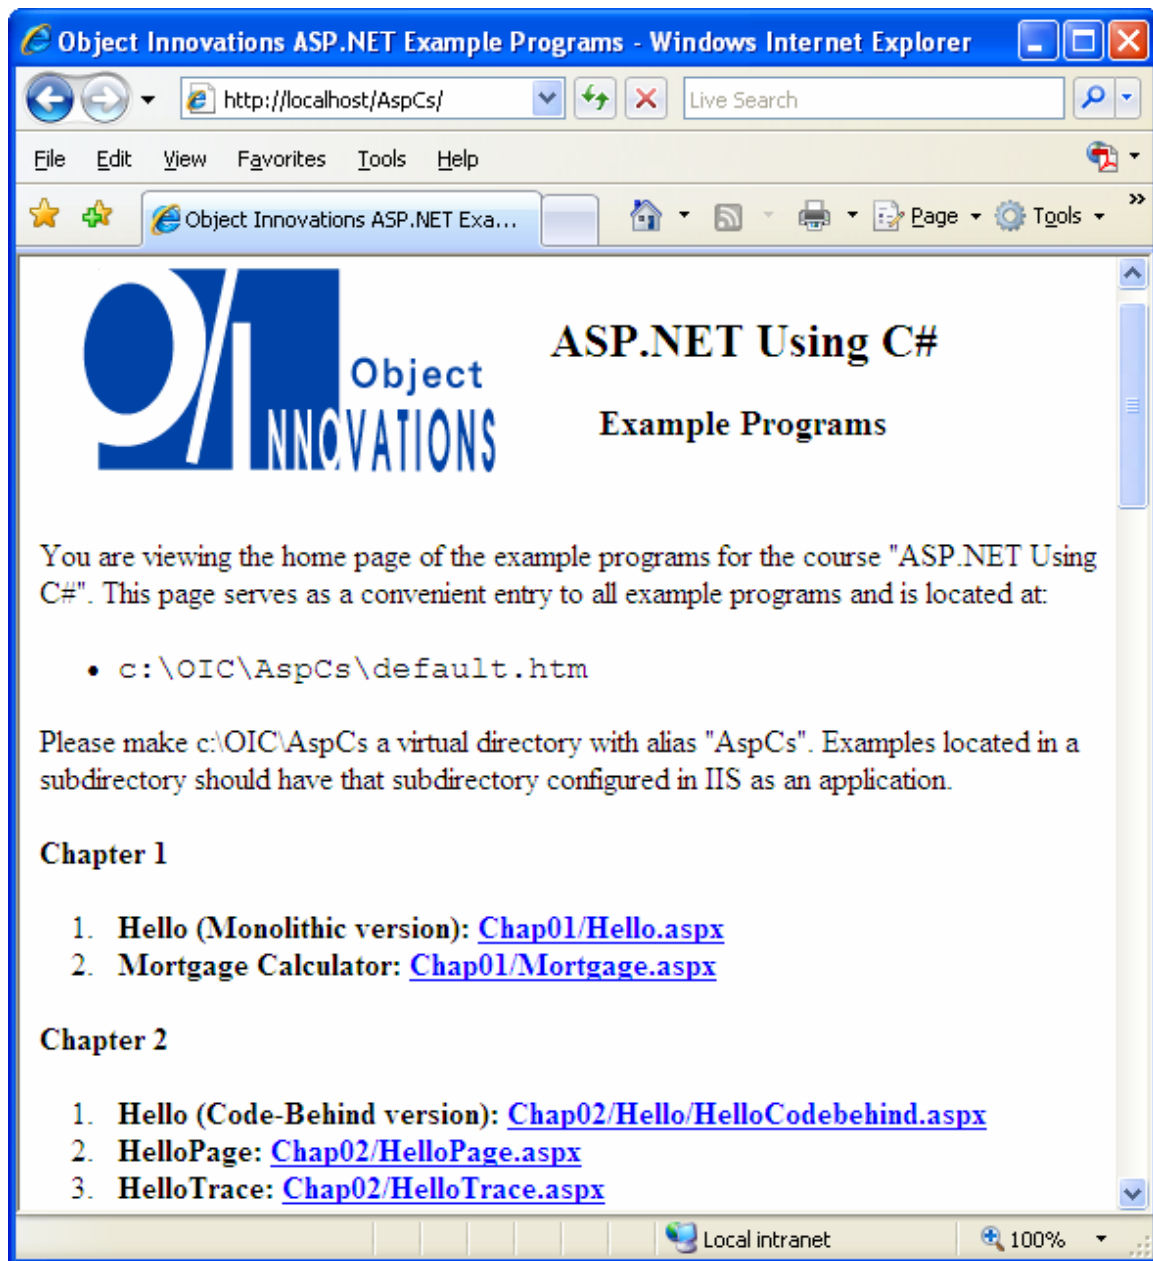 Object Innovations ASP.NET Example Programs - Windows Internet Explorer
http://localhost/AspCs/
Live Search
File Edit View Favorites Tools Help
Object Innovations ASP.NET Exa...
Page Tools
Object
INNOVATIONS
ASP.NET Using C#
Example Programs
You are viewing the home page of the example programs for the course "ASP.NET Using
C#". This page serves as a convenient entry to all example programs and is located at:
• c:\OIC\AspCs\default.htm
Please make c:\OIC\AspCs a virtual directory with alias "AspCs". Examples located in a
subdirectory should have that subdirectory configured in IIS as an application.
Chapter 1
1. Hello (Monolithic version): Chap01/Hello.aspx
2. Mortgage Calculator: Chap01/Mortgage.aspx
Chapter 2
1. Hello (Code-Behind version): Chap02/Hello/HelloCodebehind.aspx
2. HelloPage: Chap02/HelloPage.aspx
3. HelloTrace: Chap02/HelloTrace.aspx
Local intranet
100%